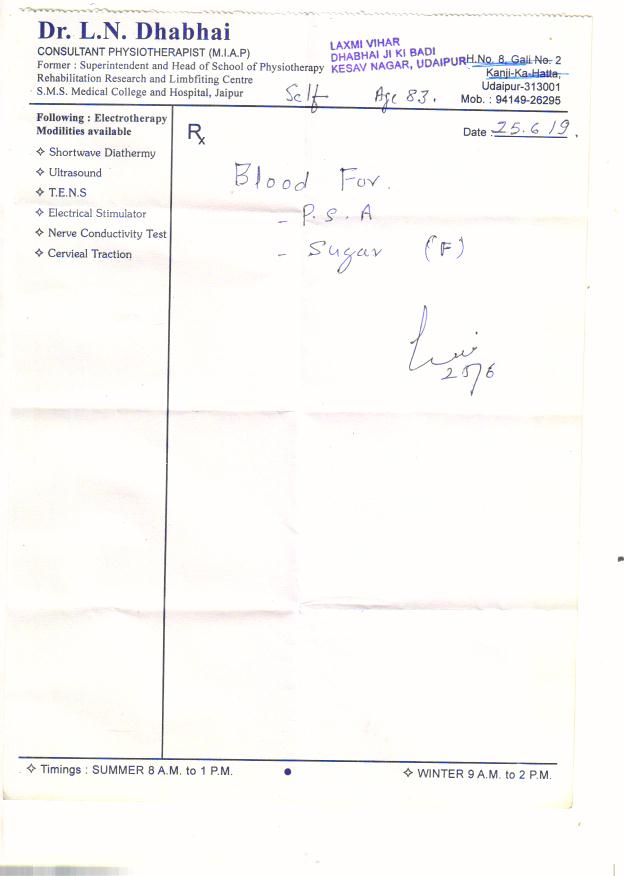 Dr. L.N. Dhabhai
CONSULTANT PHYSIOTHERAPIST (M.I.A.P)
Former : Superintendent and Head of School of Physiotherapy
Rehabilitation Research and Limbfiting Centre
S.M.S. Medical College and Hospital, Jaipur
LAXMI VIHAR
DHABHAI JI KI BADI
KESAV NAGAR, UDAIPUR
H.No. 8, Gali No. 2
Kanji-Ka-Hatta,
Udaipur-313001
Mob. : 94149-26295
Self Age 83.
Following : Electrotherapy
Modilities available
✧ Shortwave Diathermy
✧ Ultrasound
✧ T.E.N.S
✧ Electrical Stimulator
✧ Nerve Conductivity Test
✧ Cervieal Traction
Rx
Date : 25.6.19.
Blood For.
- P.S.A
- Sugar (F)
25/6
✧ Timings : SUMMER 8 A.M. to 1 P.M. • ✧ WINTER 9 A.M. to 2 P.M.